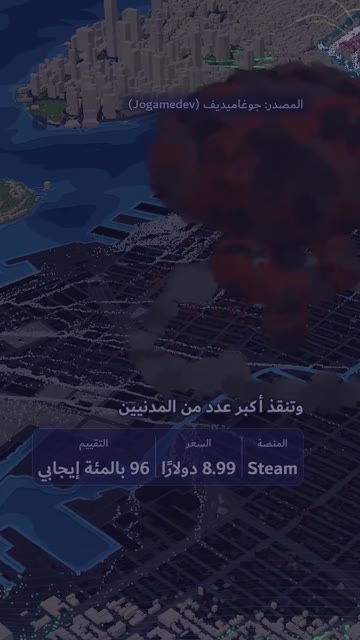 المصدر: جوغاميديف (Jogamedev)
وتنقذ أكبر عدد من المدنيين
المنصة السعر التقييم
Steam 8.99 دولارًا 96 بالمئة إيجابي